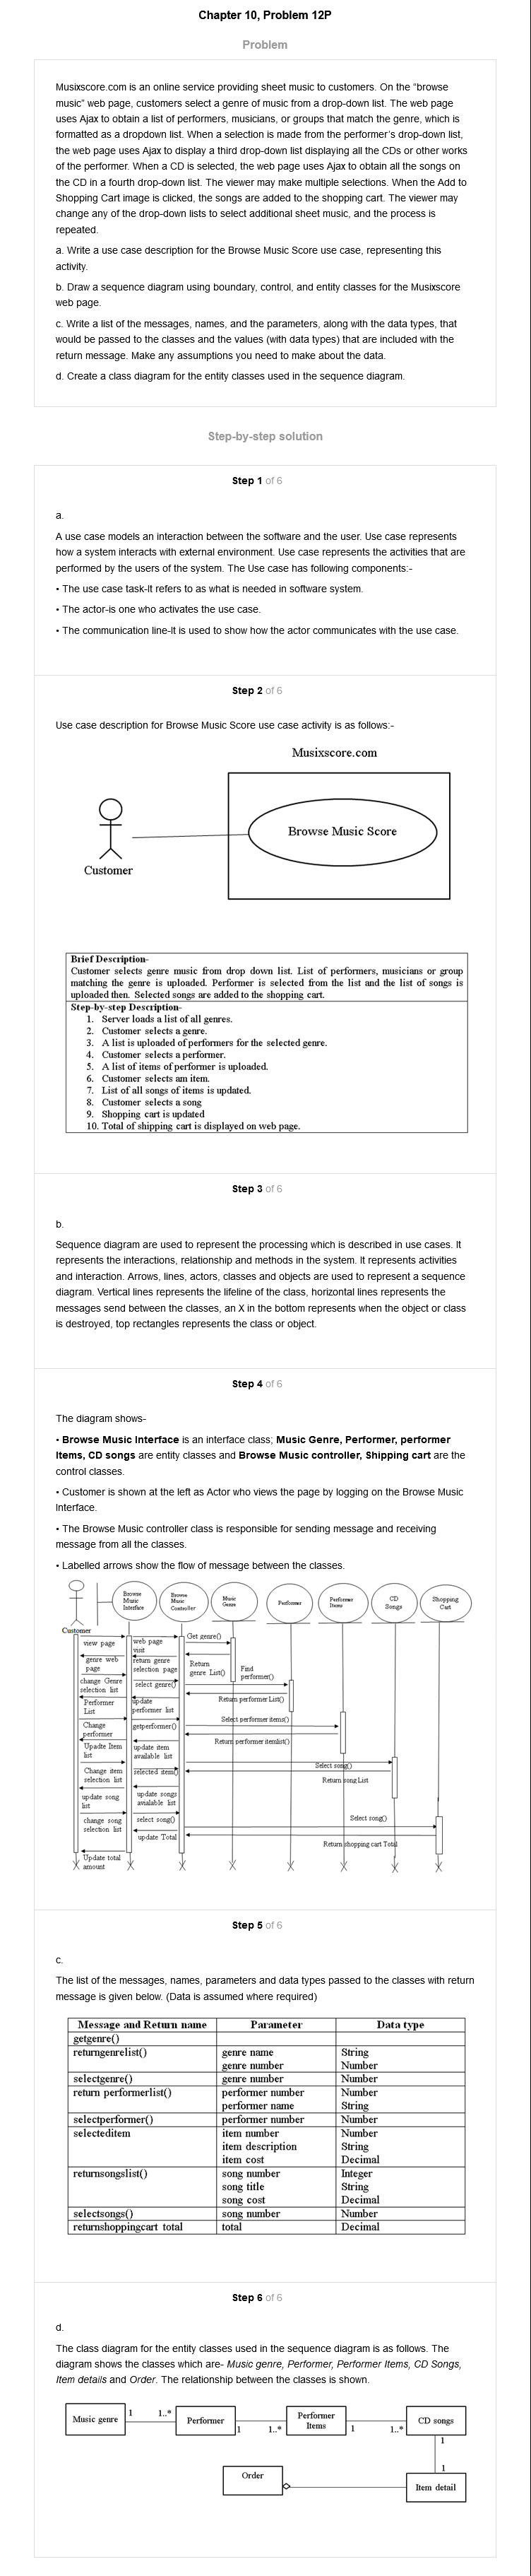 Chapter 10, Problem 12P
Problem
Musixscore.com is an online service providing sheet music to customers. On the “browse
music” web page, customers select a genre of music from a drop-down list. The web page
uses Ajax to obtain a list of performers, musicians, or groups that match the genre, which is
formatted as a dropdown list. When a selection is made from the performer’s drop-down list,
the web page uses Ajax to display a third drop-down list displaying all the CDs or other works
of the performer. When a CD is selected, the web page uses Ajax to obtain all the songs on
the CD in a fourth drop-down list. The viewer may make multiple selections. When the Add to
Shopping Cart image is clicked, the songs are added to the shopping cart. The viewer may
change any of the drop-down lists to select additional sheet music, and the process is
repeated.
a. Write a use case description for the Browse Music Score use case, representing this
activity.
b. Draw a sequence diagram using boundary, control, and entity classes for the Musixscore
web page.
c. Write a list of the messages, names, and the parameters, along with the data types, that
would be passed to the classes and the values (with data types) that are included with the
return message. Make any assumptions you need to make about the data.
d. Create a class diagram for the entity classes used in the sequence diagram.
Step-by-step solution
Step 1 of 6
a.
A use case models an interaction between the software and the user. Use case represents
how a system interacts with external environment. Use case represents the activities that are
performed by the users of the system. The Use case has following components:-
• The use case task-It refers to as what is needed in software system.
• The actor-is one who activates the use case.
• The communication line-It is used to show how the actor communicates with the use case.
Step 2 of 6
Use case description for Browse Music Score use case activity is as follows:-
Musixscore.com
Browse Music Score
Customer
Brief Description-
Customer selects genre music from drop down list. List of performers, musicians or group
matching the genre is uploaded. Performer is selected from the list and the list of songs is
uploaded then. Selected songs are added to the shopping cart.
Step-by-step Description-
1. Server loads a list of all genres.
2. Customer selects a genre.
3. A list is uploaded of performers for the selected genre.
4. Customer selects a performer.
5. A list of items of performer is uploaded.
6. Customer selects am item.
7. List of all songs of items is updated.
8. Customer selects a song
9. Shopping cart is updated
10. Total of shipping cart is displayed on web page.
Step 3 of 6
b.
Sequence diagram are used to represent the processing which is described in use cases. It
represents the interactions, relationship and methods in the system. It represents activities
and interaction. Arrows, lines, actors, classes and objects are used to represent a sequence
diagram. Vertical lines represents the lifeline of the class, horizontal lines represents the
messages send between the classes, an X in the bottom represents when the object or class
is destroyed, top rectangles represents the class or object.
Step 4 of 6
The diagram shows-
• Browse Music Interface is an interface class; Music Genre, Performer, performer
Items, CD songs are entity classes and Browse Music controller, Shipping cart are the
control classes.
• Customer is shown at the left as Actor who views the page by logging on the Browse Music
Interface.
• The Browse Music controller class is responsible for sending message and receiving
message from all the classes.
• Labelled arrows show the flow of message between the classes.
Customer
Browse
Music
Interface
Browse
Music
Controller
Music
Genre
Performer
Performer
Items
CD
Songs
Shopping
Cart
view page
web page
visit
Get genre()
genre web
page
return genre
selection page
Return
genre List()
change Genre
selection list
select genre()
Find
performer()
Performer
List
update
performer list
Return performer List()
Change
performer
getperformer()
Select performer items()
Upadte Item
list
update item
available list
Return performer itemlist()
Change item
selection list
selected item()
Select song()
update song
list
update songs
avialable list
Return song List
change song
selection list
select song()
Select song()
Update total
amount
update Total
Return shopping cart Total
Step 5 of 6
c.
The list of the messages, names, parameters and data types passed to the classes with return
message is given below. (Data is assumed where required)
Message and Return name Parameter Data type
getgenre()
returngenrelist() genre name String
genre number Number
selectgenre() genre number Number
return performerlist() performer number Number
performer name String
selectperformer() performer number Number
selecteditem item number Number
item description String
item cost Decimal
returnsongslist() song number Integer
song title String
song cost Decimal
selectsongs() song number Number
returnshoppingcart total total Decimal
Step 6 of 6
d.
The class diagram for the entity classes used in the sequence diagram is as follows. The
diagram shows the classes which are- Music genre, Performer, Performer Items, CD Songs,
Item details and Order. The relationship between the classes is shown.
Music genre 1 1..* Performer 1 1..* Performer Items 1 1..* CD songs
1
1
Order
Item detail